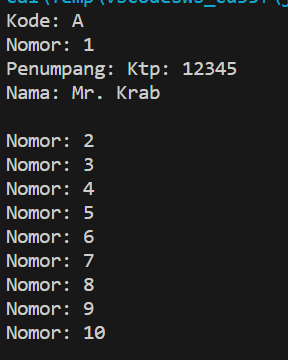 Kode: A
Nomor: 1
Penumpang: Ktp: 12345
Nama: Mr. Krab
Nomor: 2
Nomor: 3
Nomor: 4
Nomor: 5
Nomor: 6
Nomor: 7
Nomor: 8
Nomor: 9
Nomor: 10